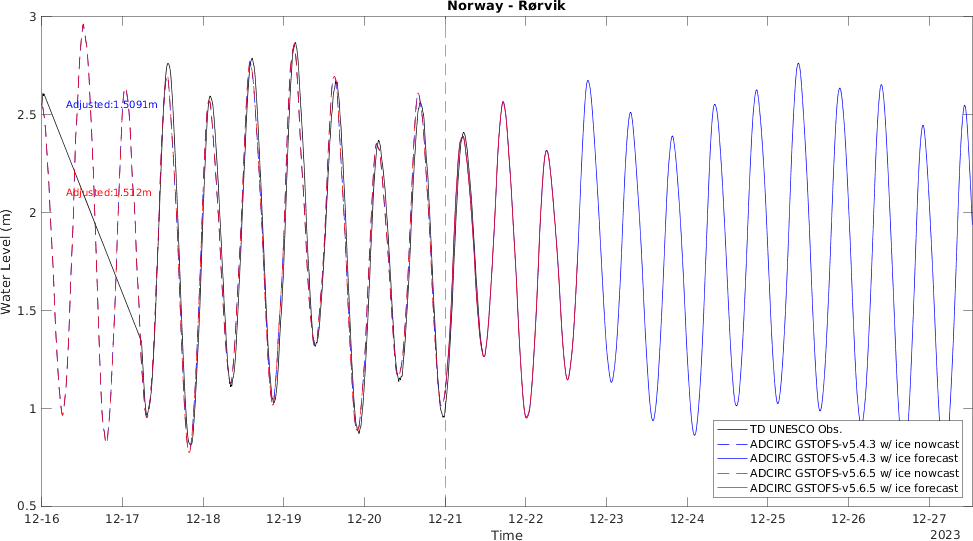 Norway - Rørvik
3
2.5
2
1.5
1
0.5
Water Level (m)
Adjusted:1.5091m
Adjusted:1.512m
TD UNESCO Obs.
ADCIRC GSTOFS-v5.4.3 w/ ice nowcast
ADCIRC GSTOFS-v5.4.3 w/ ice forecast
ADCIRC GSTOFS-v5.6.5 w/ ice nowcast
ADCIRC GSTOFS-v5.6.5 w/ ice forecast
12-16 12-17 12-18 12-19 12-20 12-21 12-22 12-23 12-24 12-25 12-26 12-27
Time
2023